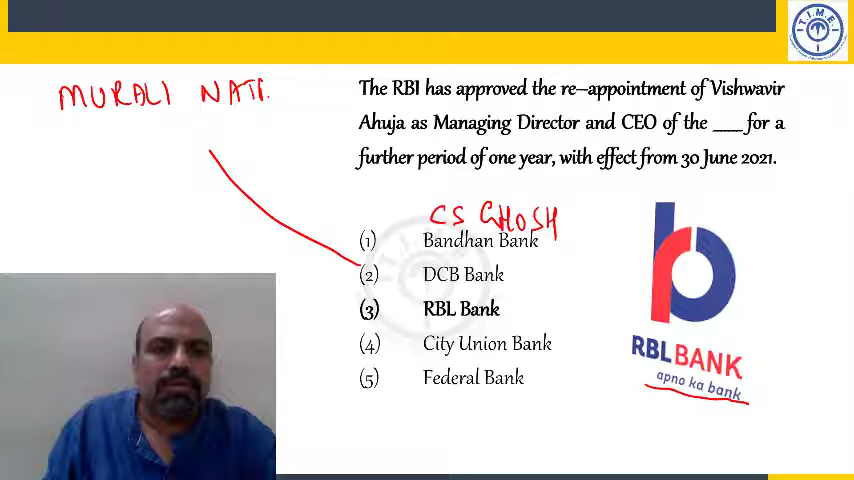 T.I.M.E.
MURALI NAT
The RBI has approved the re–appointment of Vishwavir
Ahuja as Managing Director and CEO of the ____ for a
further period of one year, with effect from 30 June 2021.
CS GHOSH
(1) Bandhan Bank
(2) DCB Bank
(3) RBL Bank
(4) City Union Bank
(5) Federal Bank
RBL BANK
apno ka bank